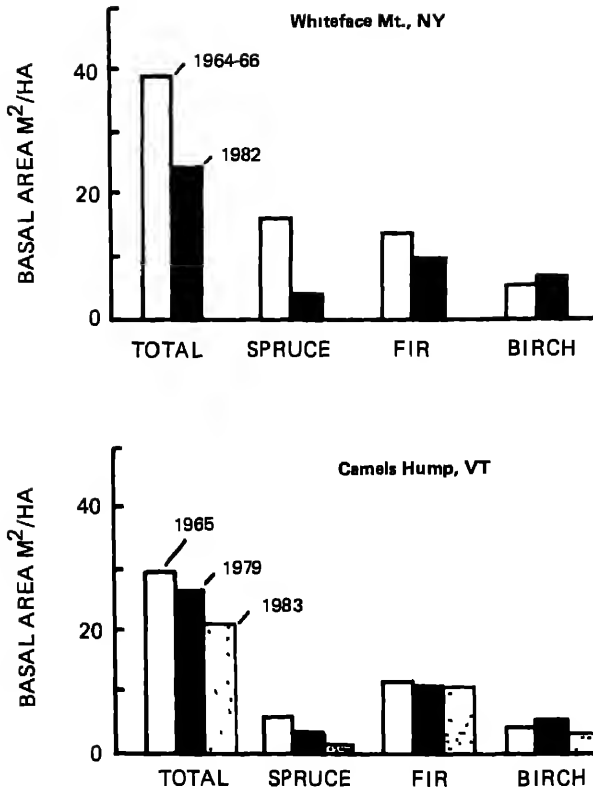 Whiteface Mt., NY
BASAL AREA M²/HA
40
20
0
1964-66
1982
TOTAL SPRUCE FIR BIRCH
Camels Hump, VT
BASAL AREA M²/HA
40
20
0
1965
1979
1983
TOTAL SPRUCE FIR BIRCH